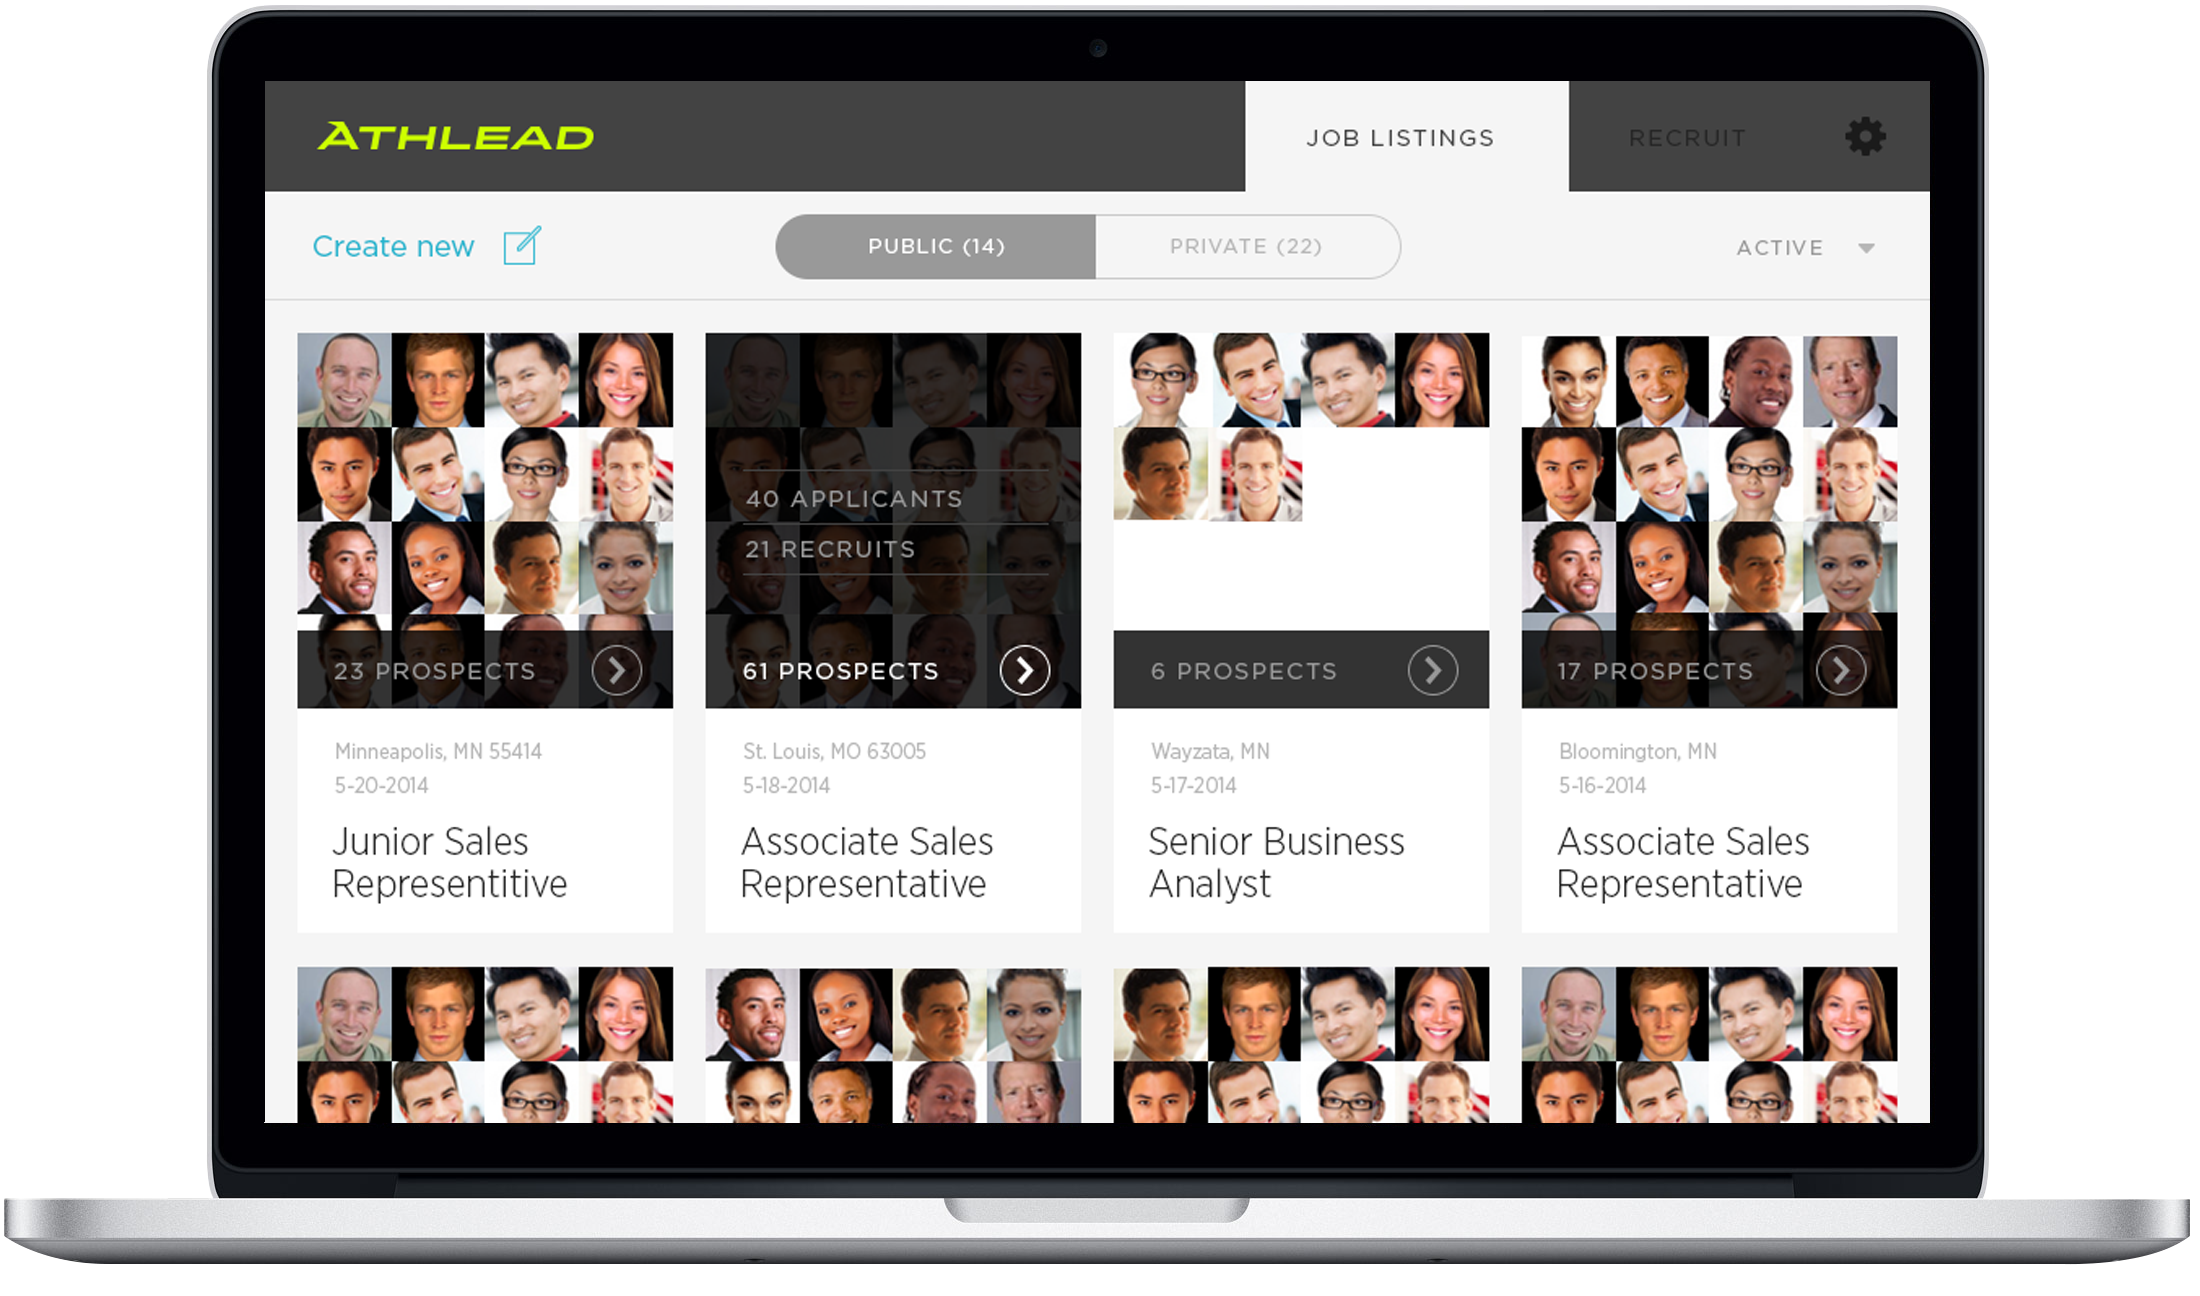 ATHLEAD
JOB LISTINGS
RECRUIT
Create new
PUBLIC (14)
PRIVATE (22)
ACTIVE
23 PROSPECTS
Minneapolis, MN 55414
5-20-2014
Junior Sales
Representitive
40 APPLICANTS
21 RECRUITS
61 PROSPECTS
St. Louis, MO 63005
5-18-2014
Associate Sales
Representative
6 PROSPECTS
Wayzata, MN
5-17-2014
Senior Business
Analyst
17 PROSPECTS
Bloomington, MN
5-16-2014
Associate Sales
Representative